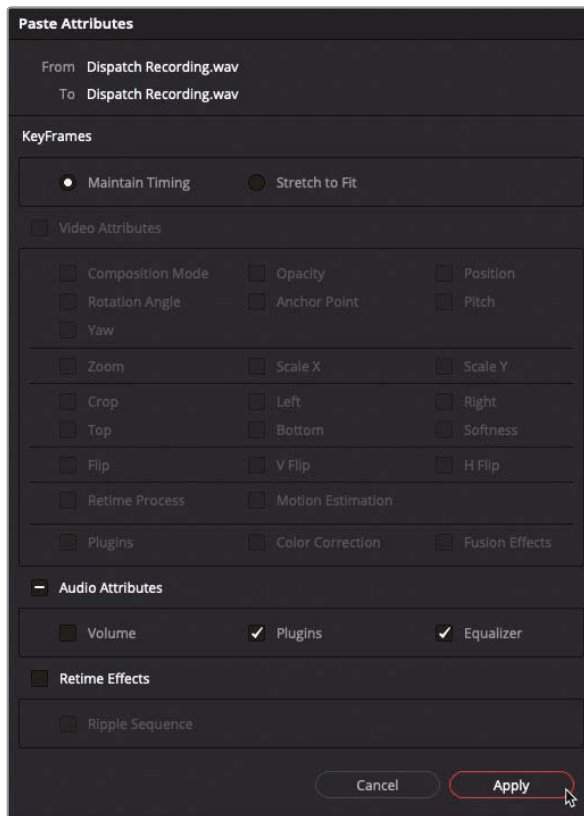 Paste Attributes
From Dispatch Recording.wav
To Dispatch Recording.wav
KeyFrames
Maintain Timing Stretch to Fit
Video Attributes
Composition Mode Opacity Position
Rotation Angle Anchor Point Pitch
Yaw
Zoom Scale X Scale Y
Crop Left Right
Top Bottom Softness
Flip V Flip H Flip
Retime Process Motion Estimation
Plugins Color Correction Fusion Effects
Audio Attributes
Volume Plugins Equalizer
Retime Effects
Ripple Sequence
Cancel Apply